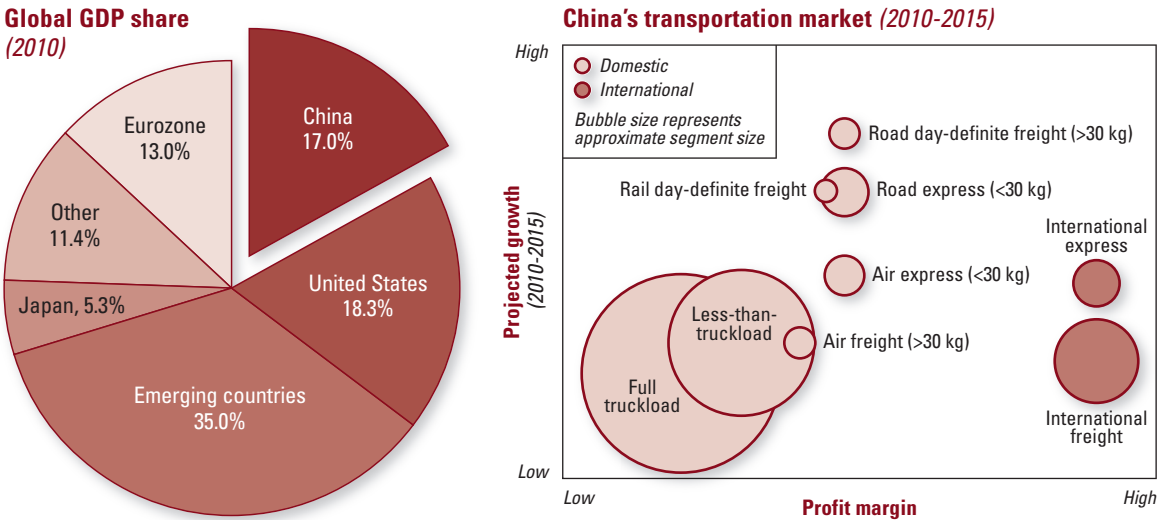 Global GDP share
(2010)
China
17.0%
Eurozone
13.0%
Other
11.4%
United States
18.3%
Japan, 5.3%
Emerging countries
35.0%
China's transportation market (2010-2015)
High
Domestic
International
Bubble size represents
approximate segment size
Road day-definite freight (>30 kg)
Rail day-definite freight
Road express (<30 kg)
International
express
Air express (<30 kg)
Less-than-
truckload
Air freight (>30 kg)
Full
truckload
International
freight
Projected growth
(2010-2015)
Low
Low
Profit margin
High